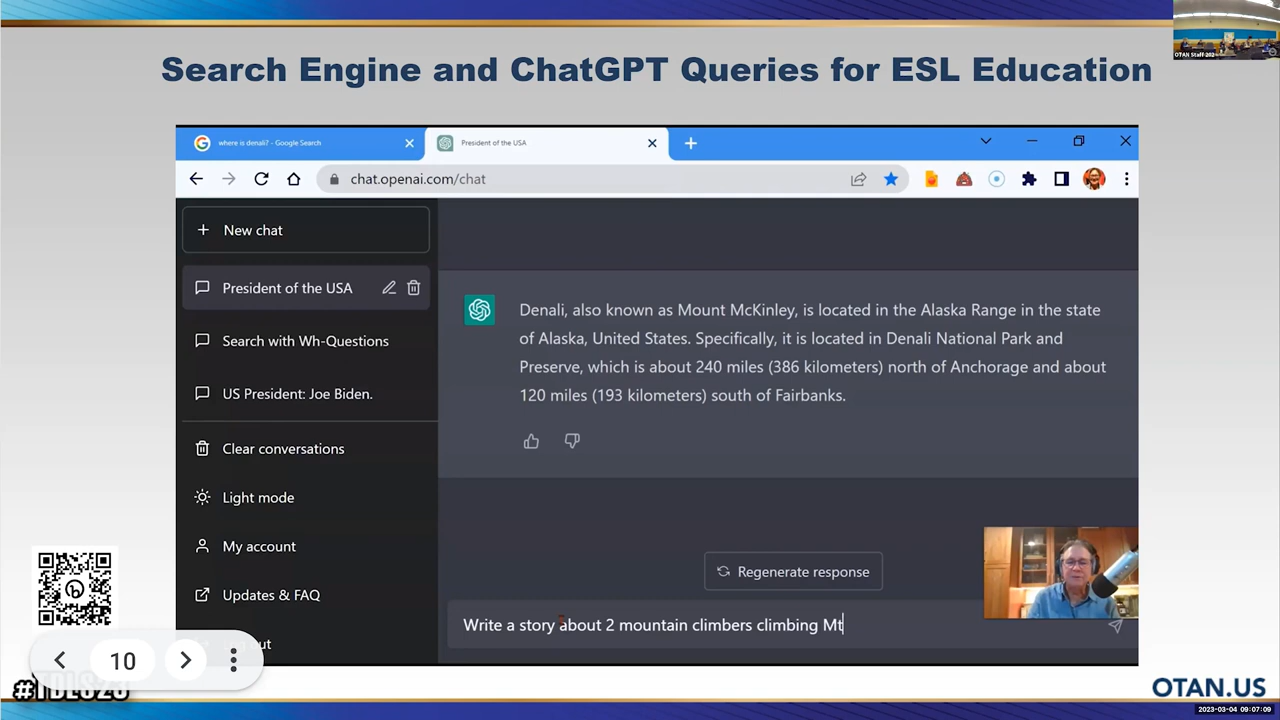 OTAN Staff 202
Search Engine and ChatGPT Queries for ESL Education
where is denali? - Google Search
President of the USA
chat.openai.com/chat
New chat
President of the USA
Search with Wh-Questions
US President: Joe Biden.
Clear conversations
Light mode
My account
Updates & FAQ
ut
Denali, also known as Mount McKinley, is located in the Alaska Range in the state
of Alaska, United States. Specifically, it is located in Denali National Park and
Preserve, which is about 240 miles (386 kilometers) north of Anchorage and about
120 miles (193 kilometers) south of Fairbanks.
Regenerate response
Write a story about 2 mountain climbers climbing Mt
10
#TDLS23
OTAN.US
2023-03-04 09:07:09